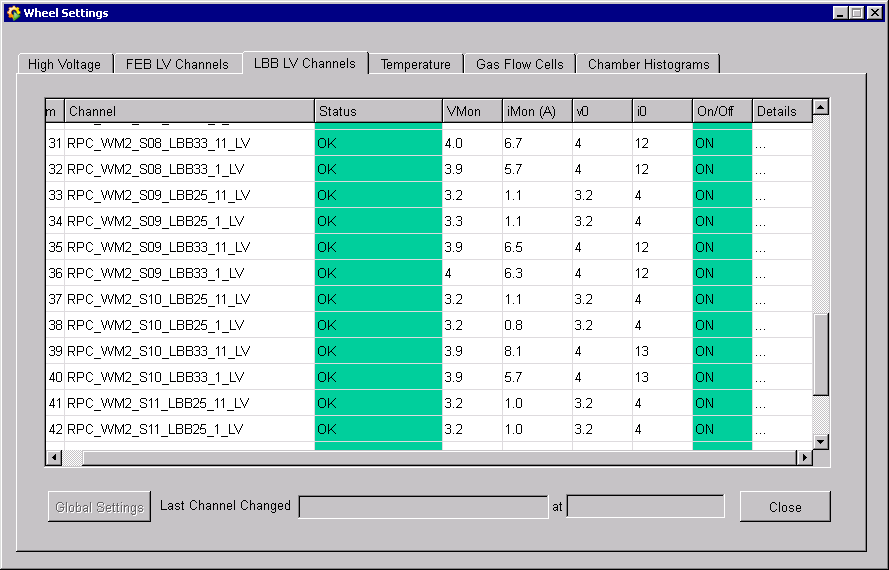 Wheel Settings
High Voltage FEB LV Channels LBB LV Channels Temperature Gas Flow Cells Chamber Histograms
m Channel Status VMon iMon (A) v0 i0 On/Off Details
31 RPC_WM2_S08_LBB33_11_LV OK 4.0 6.7 4 12 ON ...
32 RPC_WM2_S08_LBB33_1_LV OK 3.9 5.7 4 12 ON ...
33 RPC_WM2_S09_LBB25_11_LV OK 3.2 1.1 3.2 4 ON ...
34 RPC_WM2_S09_LBB25_1_LV OK 3.3 1.1 3.2 4 ON ...
35 RPC_WM2_S09_LBB33_11_LV OK 3.9 6.5 4 12 ON ...
36 RPC_WM2_S09_LBB33_1_LV OK 4 6.3 4 12 ON ...
37 RPC_WM2_S10_LBB25_11_LV OK 3.2 1.1 3.2 4 ON ...
38 RPC_WM2_S10_LBB25_1_LV OK 3.2 0.8 3.2 4 ON ...
39 RPC_WM2_S10_LBB33_11_LV OK 3.9 8.1 4 13 ON ...
40 RPC_WM2_S10_LBB33_1_LV OK 3.9 5.7 4 13 ON ...
41 RPC_WM2_S11_LBB25_11_LV OK 3.2 1.0 3.2 4 ON ...
42 RPC_WM2_S11_LBB25_1_LV OK 3.2 1.0 3.2 4 ON ...
Global Settings Last Channel Changed at Close